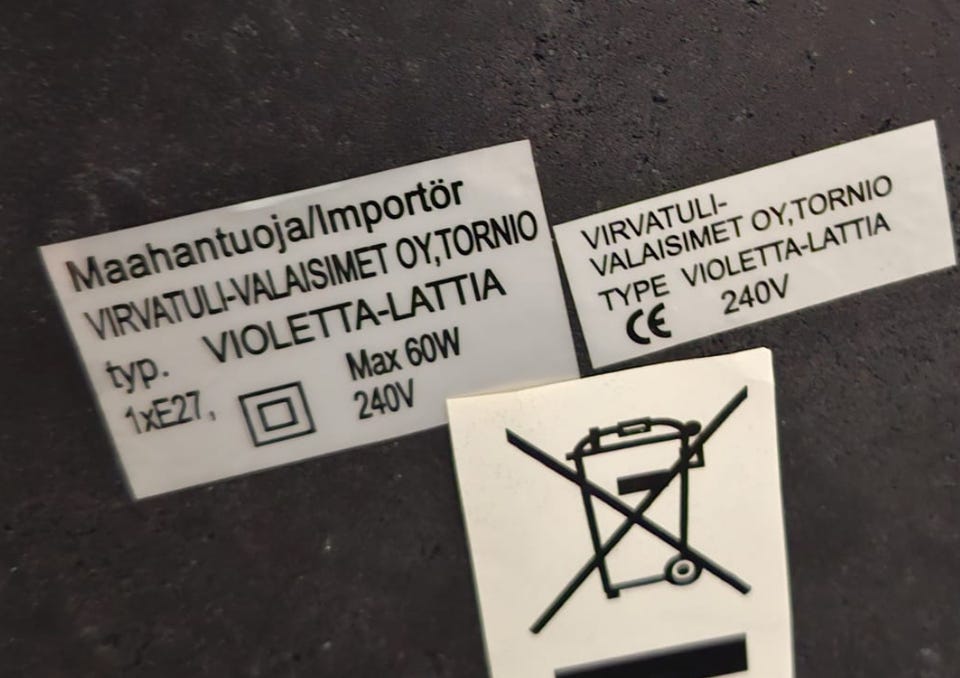 Maahantuoja/Importör
VIRVATULI-VALAISIMET OY,TORNIO
typ. VIOLETTA-LATTIA
1xE27, Max 60W
240V
VIRVATULI-
VALAISIMET OY,TORNIO
TYPE VIOLETTA-LATTIA
CE 240V